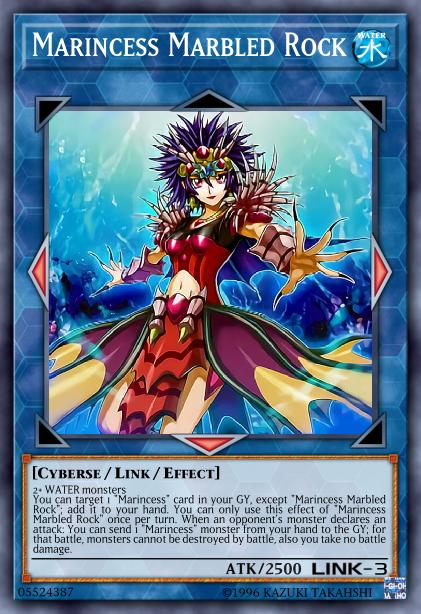 MARINCESS MARBLED ROCK
WATER
水
[CYBERSE / LINK / EFFECT]
2+ WATER monsters
You can target 1 "Marincess" card in your GY, except "Marincess Marbled
Rock"; add it to your hand. You can only use this effect of "Marincess
Marbled Rock" once per turn. When an opponent's monster declares an
attack: You can send 1 "Marincess" monster from your hand to the GY; for
that battle, monsters cannot be destroyed by battle, also you take no battle
damage.
ATK/2500 LINK-3
05524387
©1996 KAZUKI TAKAHSHI